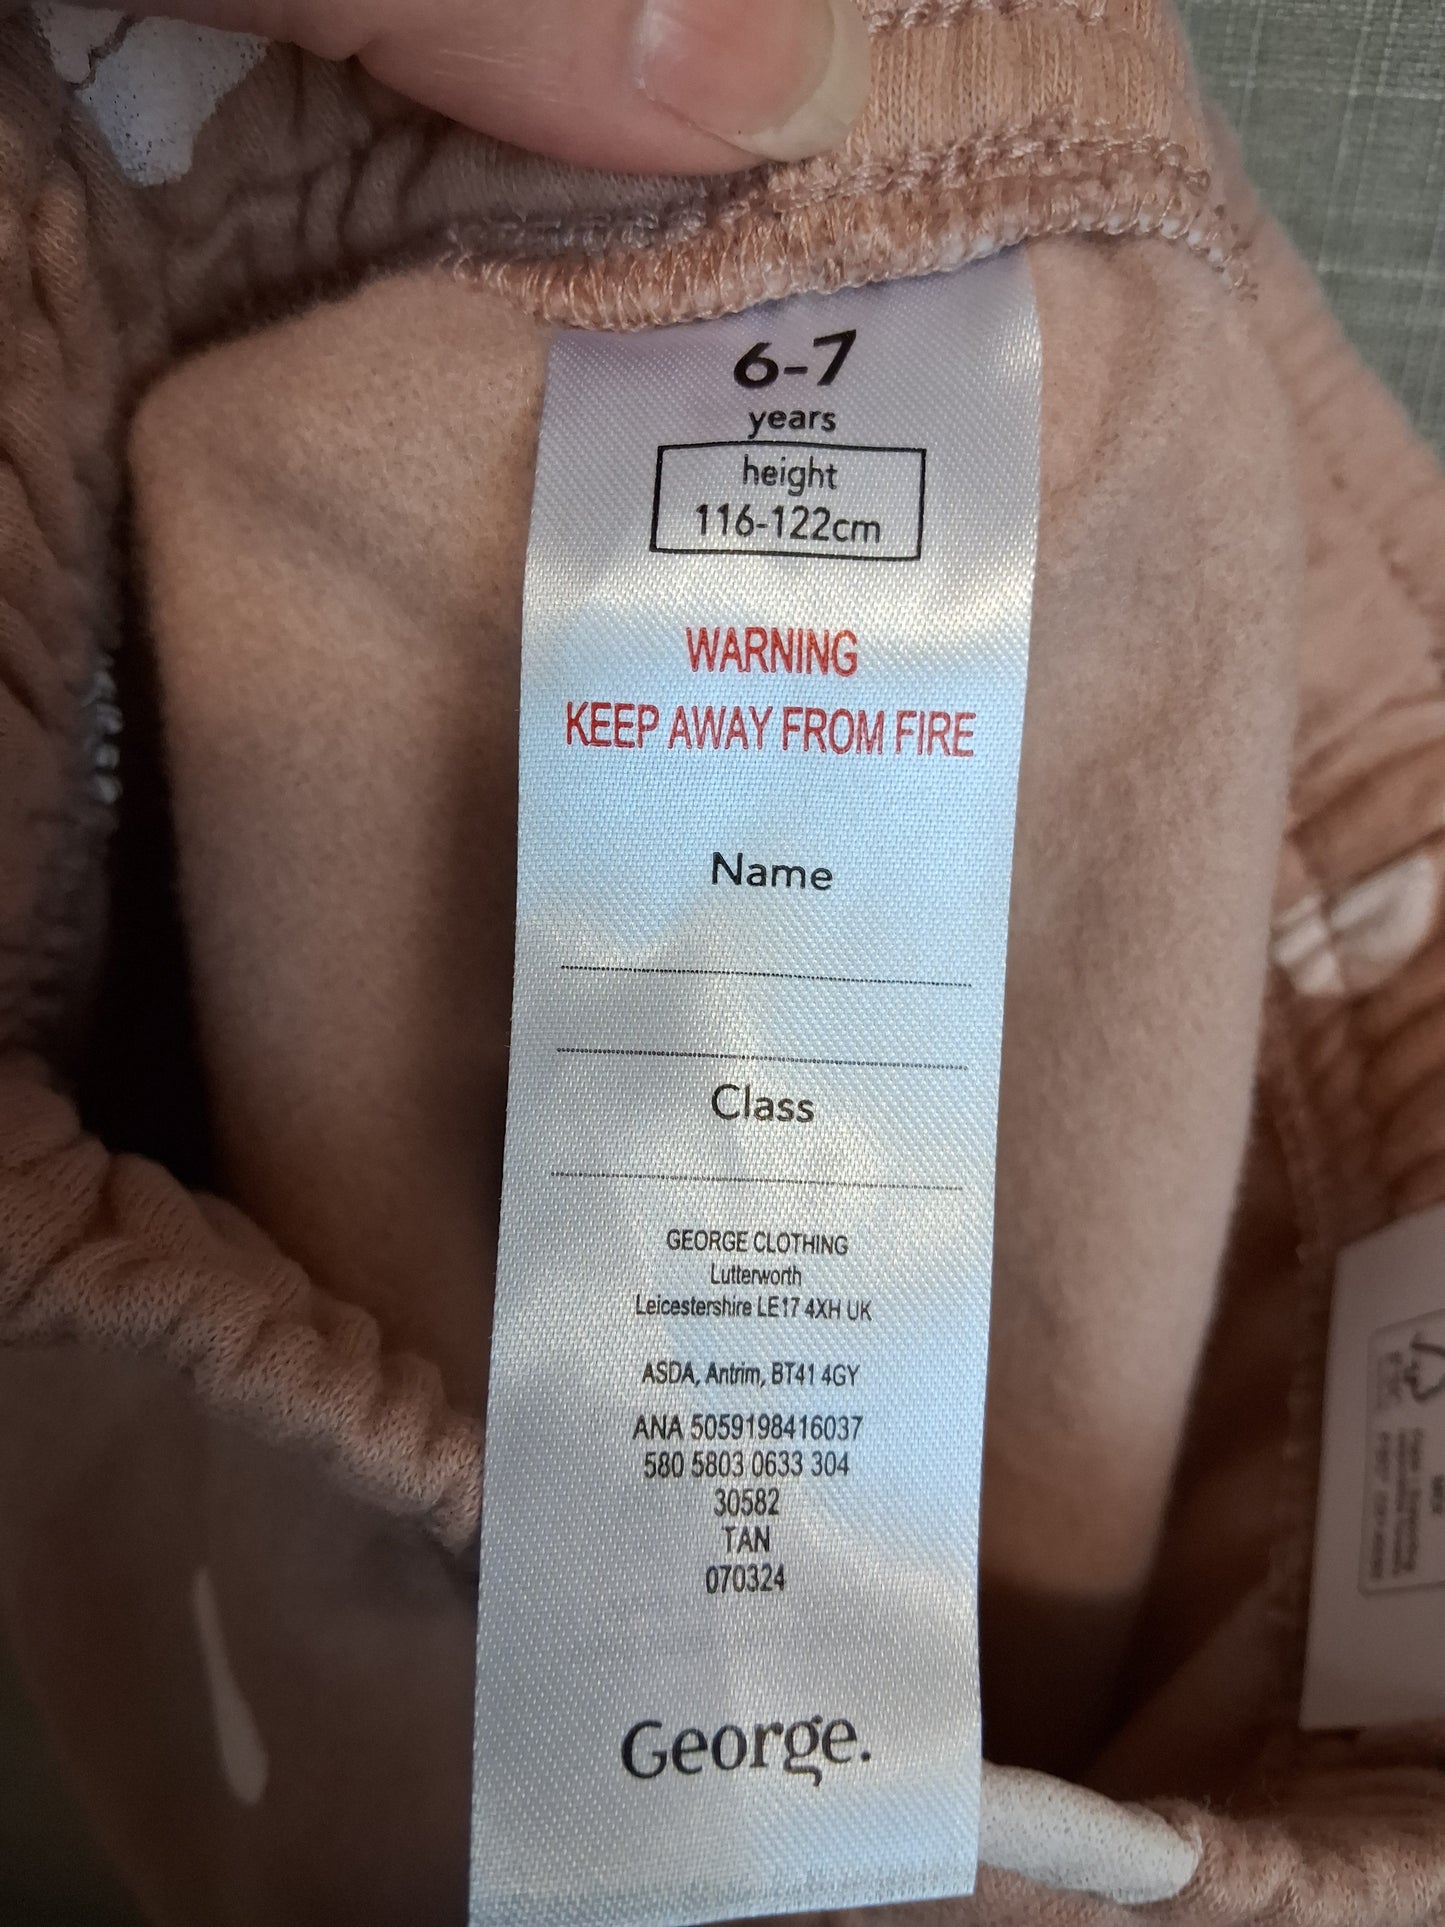 6-7
years
height
116-122cm
WARNING
KEEP AWAY FROM FIRE
Name
Class
GEORGE CLOTHING
Lutterworth
Leicestershire LE17 4XH UK
ASDA, Antrim, BT41 4GY
ANA 5059198416037
580 5803 0633 304
30582
TAN
070324
George.